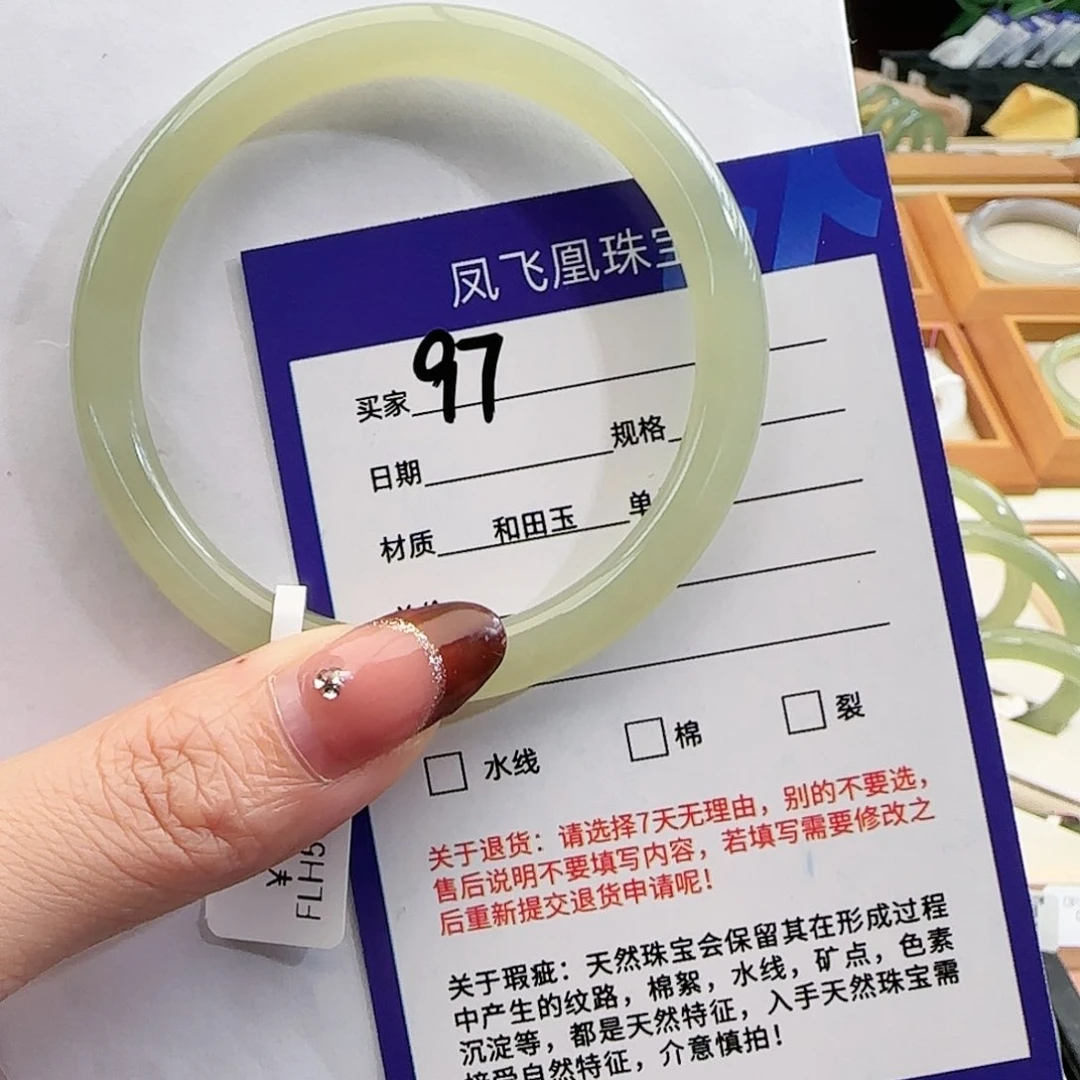 凤飞凰珠宝
买家 97
日期 规格
材质 和田玉 单
水线 棉 裂
关于退货：请选择7天无理由，别的不要选，
售后说明不要填写内容，若填写需要修改之
后重新提交退货申请呢！
关于瑕疵：天然珠宝会保留其在形成过程
中产生的纹路，棉絮，水线，矿点，色素
沉淀等，都是天然特征，入手天然珠宝需
接受自然特征，介意慎拍！
¥
FLH5